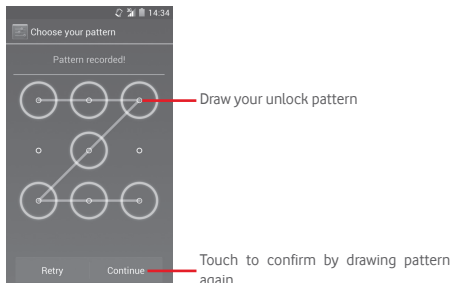 14:34
Choose your pattern
Pattern recorded!
Draw your unlock pattern
Retry Continue
Touch to confirm by drawing pattern
again